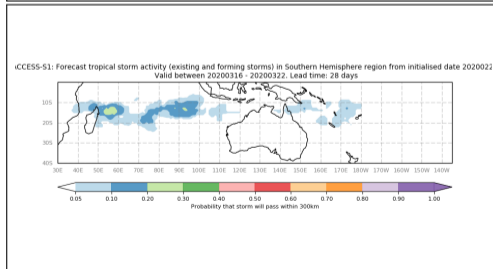 ACCESS-S1: Forecast tropical storm activity (existing and forming storms) in Southern Hemisphere region from initialised date 2020022
Valid between 20200316 - 20200322. Lead time: 28 days
10S
20S
30S
40S
30E 40E 50E 60E 70E 80E 90E 100E 110E 120E 130E 140E 150E 160E 170E 180W 170W 160W 150W 140W
0.05 0.10 0.20 0.30 0.40 0.50 0.60 0.70 0.80 0.90 1.00
Probability that storm will pass within 300km